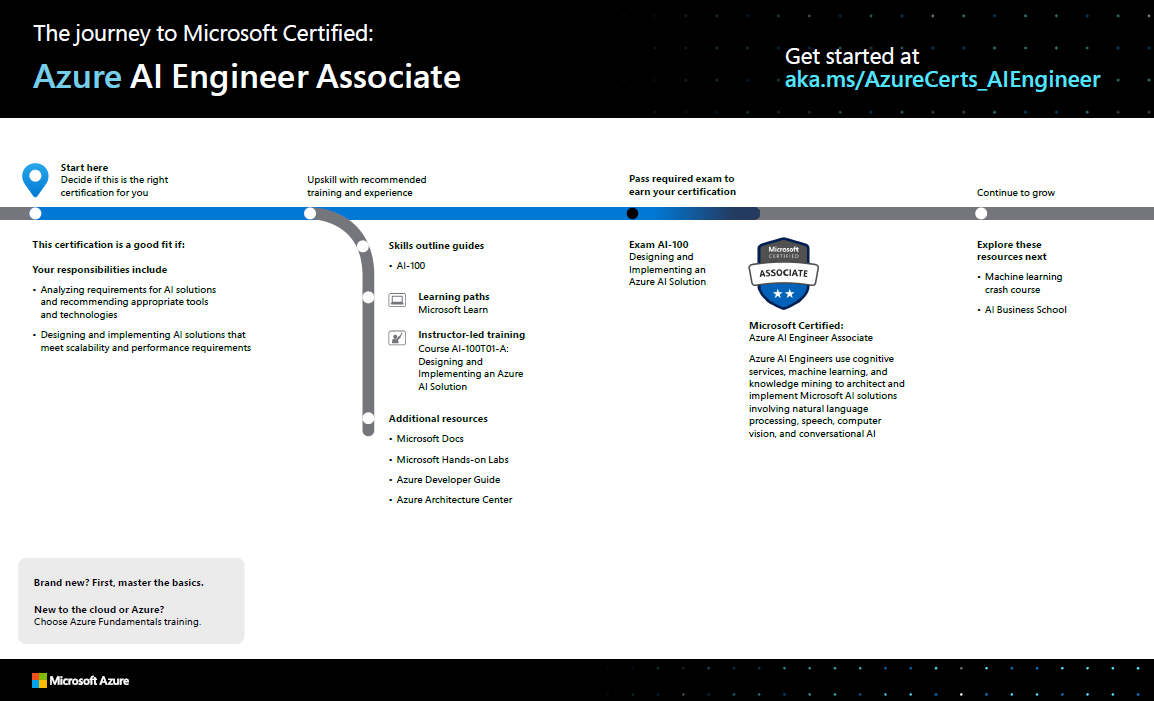 The journey to Microsoft Certified:
Azure AI Engineer Associate
Get started at
aka.ms/AzureCerts_AIEngineer
Start here
Decide if this is the right
certification for you
Upskill with recommended
training and experience
Pass required exam to
earn your certification
Continue to grow
This certification is a good fit if:
Your responsibilities include
• Analyzing requirements for AI solutions
and recommending appropriate tools
and technologies
• Designing and implementing AI solutions that
meet scalability and performance requirements
Skills outline guides
• AI-100
Learning paths
Microsoft Learn
Instructor-led training
Course AI-100T01-A:
Designing and
Implementing an Azure
AI Solution
Additional resources
• Microsoft Docs
• Microsoft Hands-on Labs
• Azure Developer Guide
• Azure Architecture Center
Exam AI-100
Designing and
Implementing an
Azure AI Solution
Microsoft
CERTIFIED
ASSOCIATE
Microsoft Certified:
Azure AI Engineer Associate
Azure AI Engineers use cognitive
services, machine learning, and
knowledge mining to architect and
implement Microsoft AI solutions
involving natural language
processing, speech, computer
vision, and conversational AI
Explore these
resources next
• Machine learning
crash course
• AI Business School
Brand new? First, master the basics.
New to the cloud or Azure?
Choose Azure Fundamentals training.
Microsoft Azure